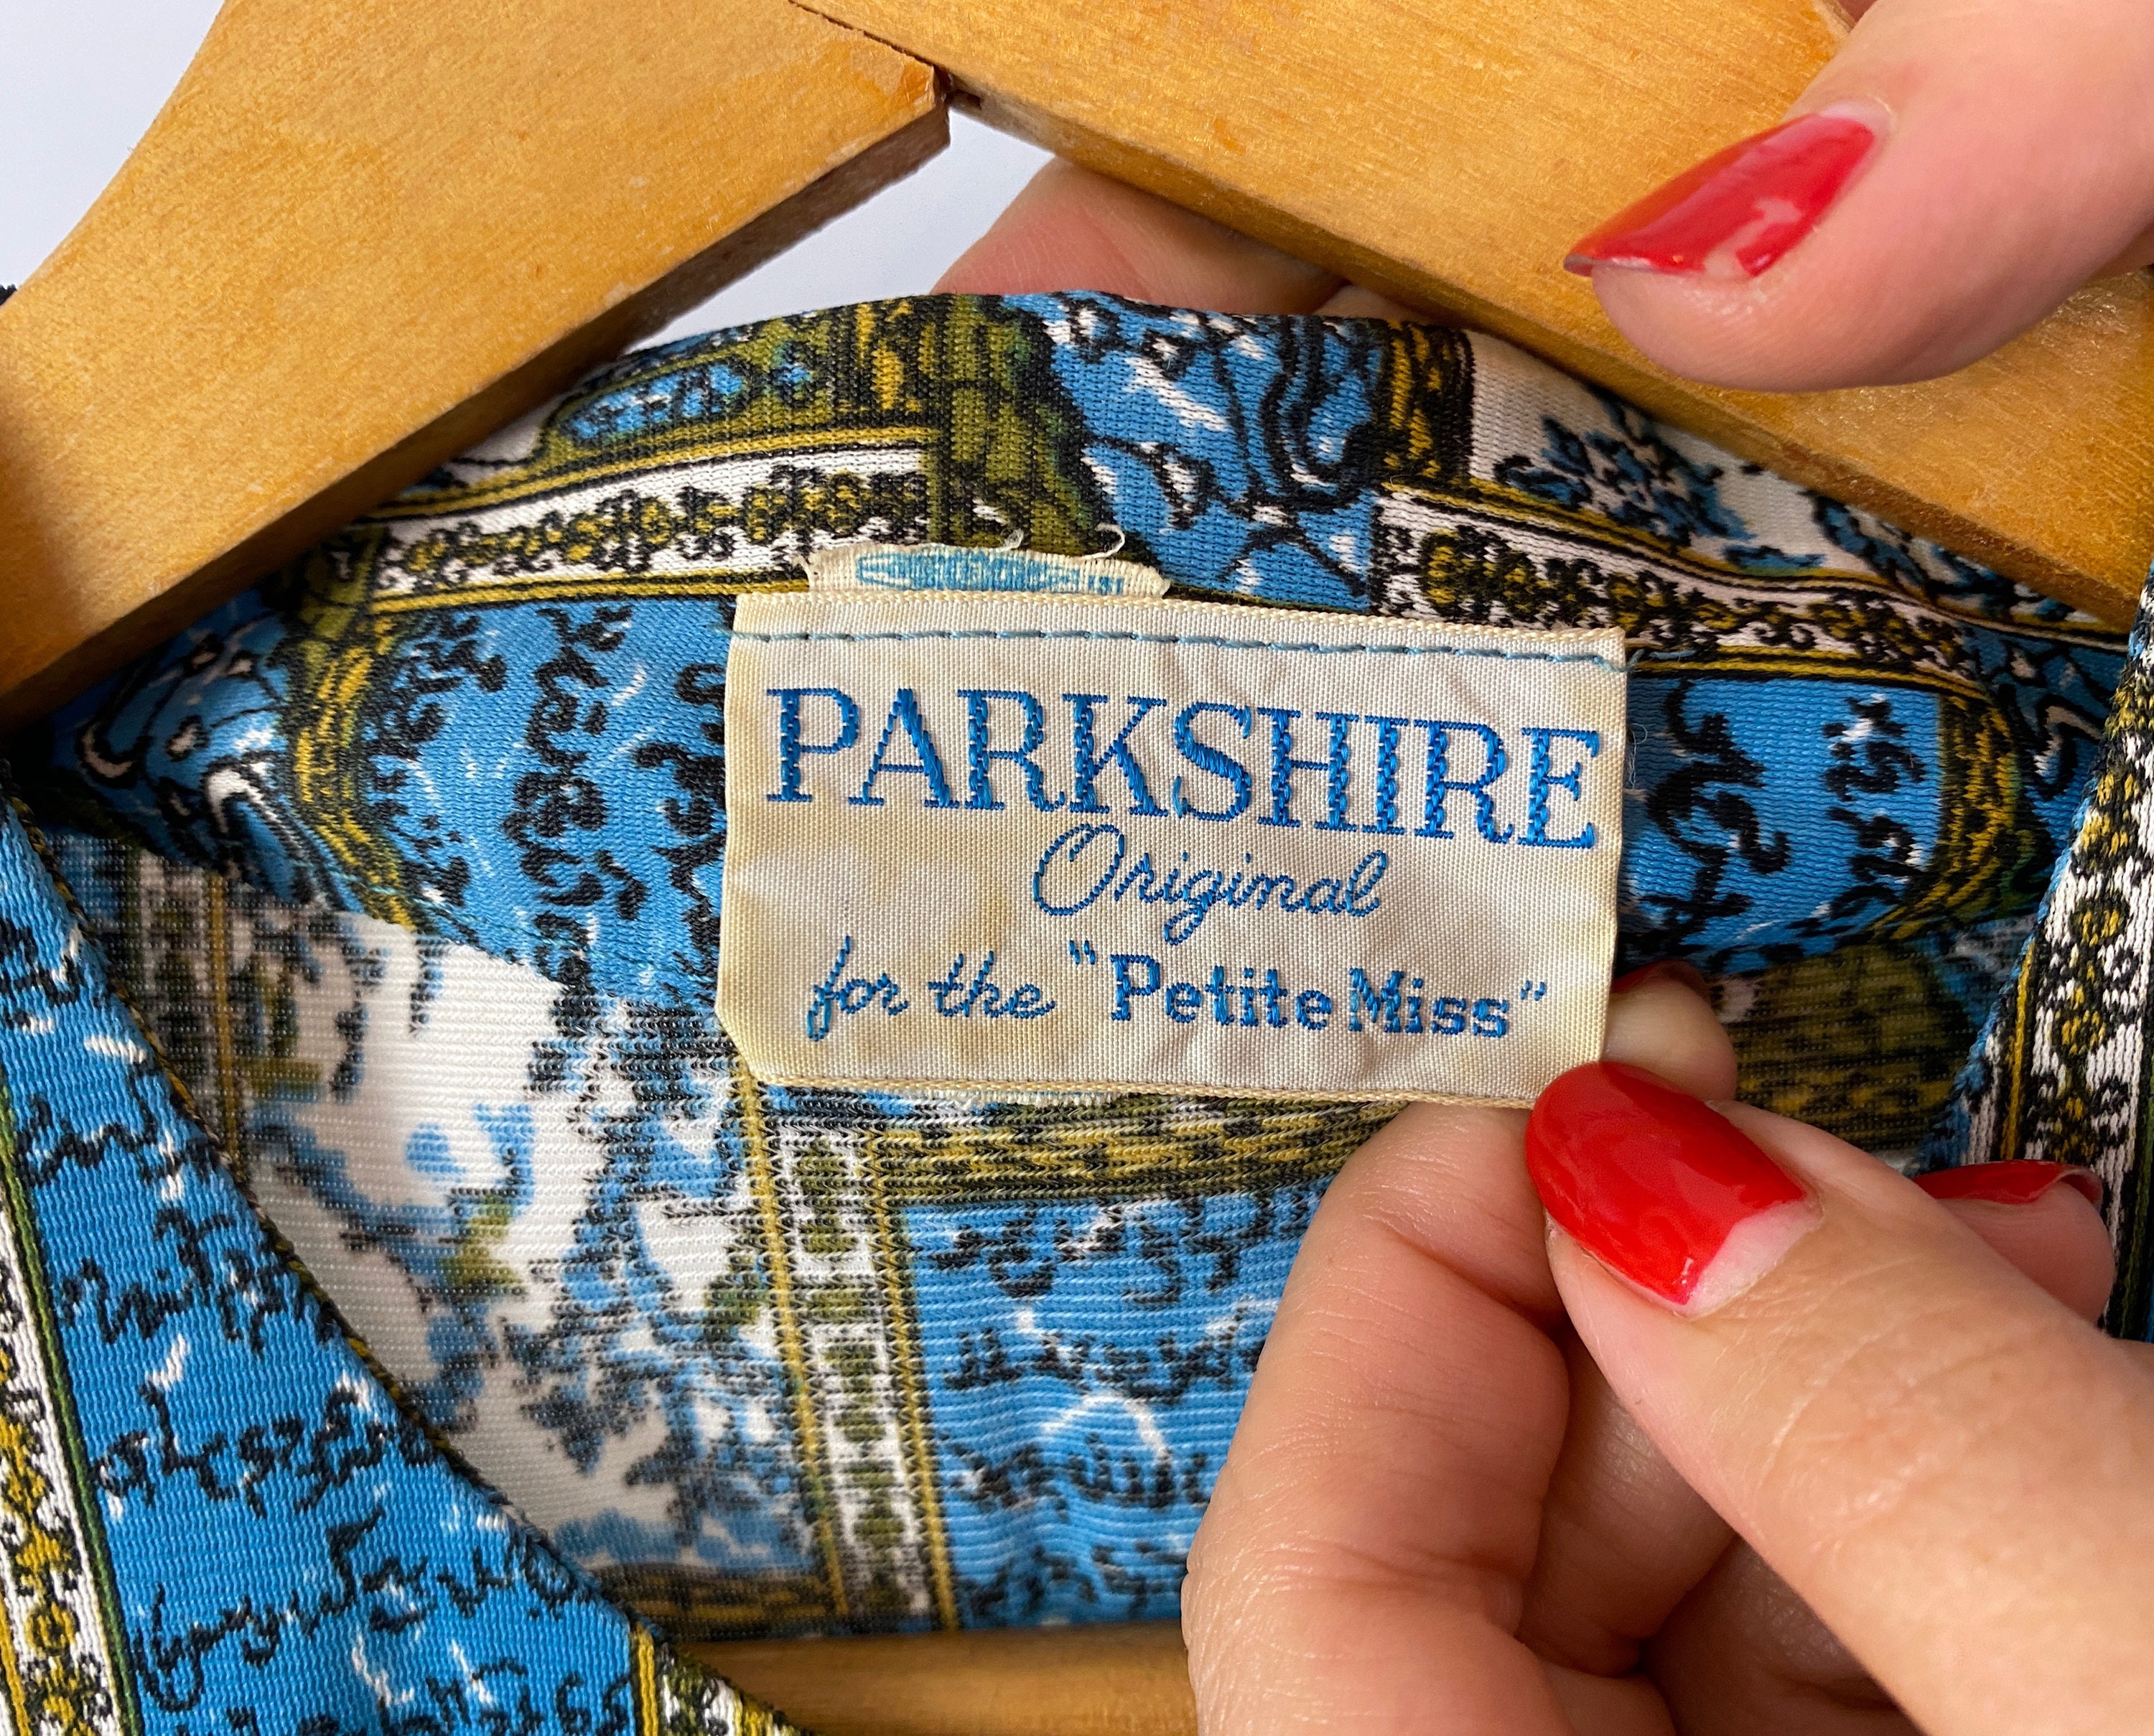 PARKSHIRE
Original
for the "Petite Miss"